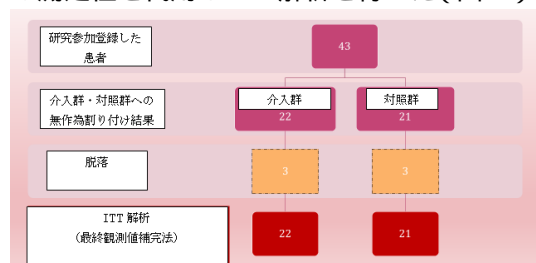 研究参加登録した
患者
43
介入群・対照群への
無作為割り付け結果
介入群
22
対照群
21
脱落
3
3
ITT 解析
(最終観測値補完法)
22
21